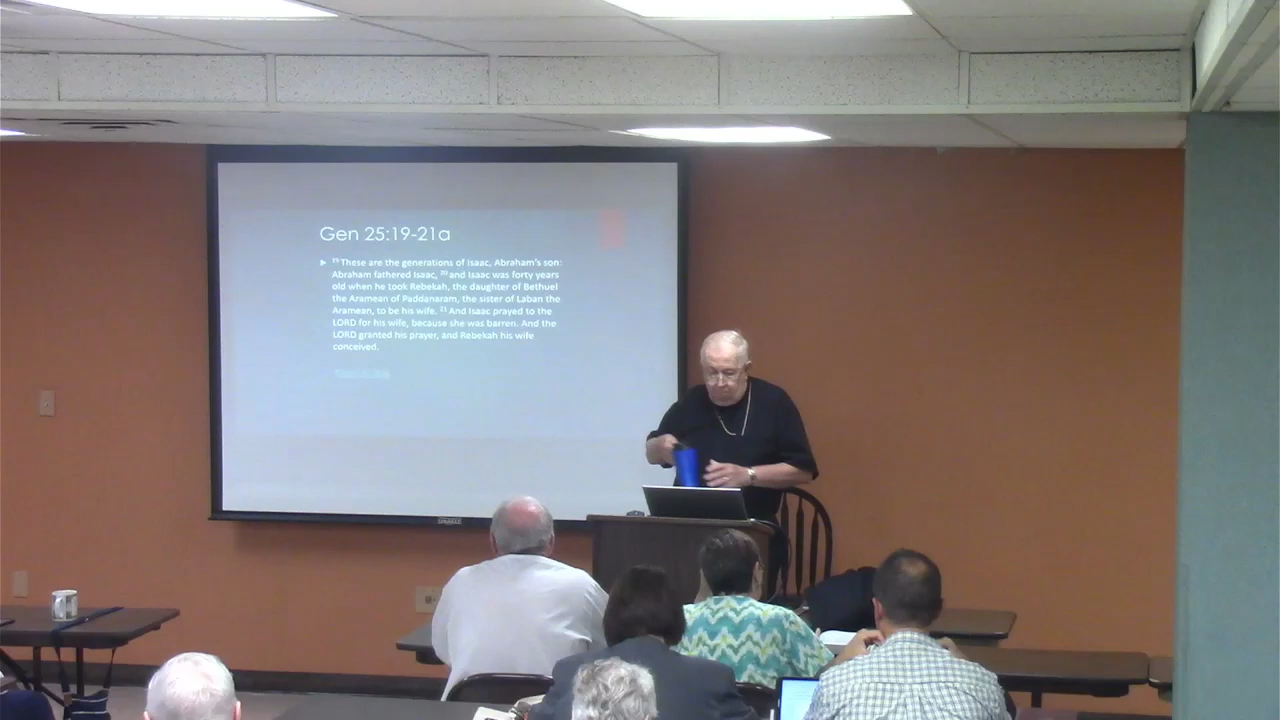 Gen 25:19-21a
19 These are the generations of Isaac, Abraham's son:
Abraham fathered Isaac, 20 and Isaac was forty years
old when he took Rebekah, the daughter of Bethuel
the Aramean of Paddanaram, the sister of Laban the
Aramean, to be his wife. 21 And Isaac prayed to the
LORD for his wife, because she was barren. And the
LORD granted his prayer, and Rebekah his wife
conceived.